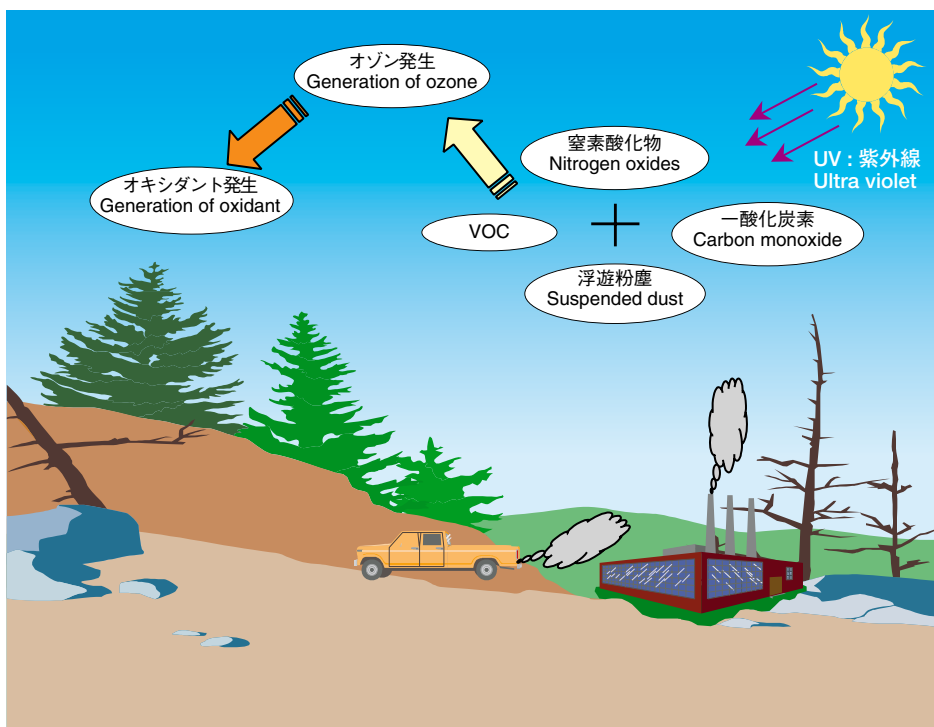 オゾン発生
Generation of ozone
窒素酸化物
Nitrogen oxides
UV : 紫外線
Ultra violet
オキシダント発生
Generation of oxidant
VOC
一酸化炭素
Carbon monoxide
浮遊粉塵
Suspended dust